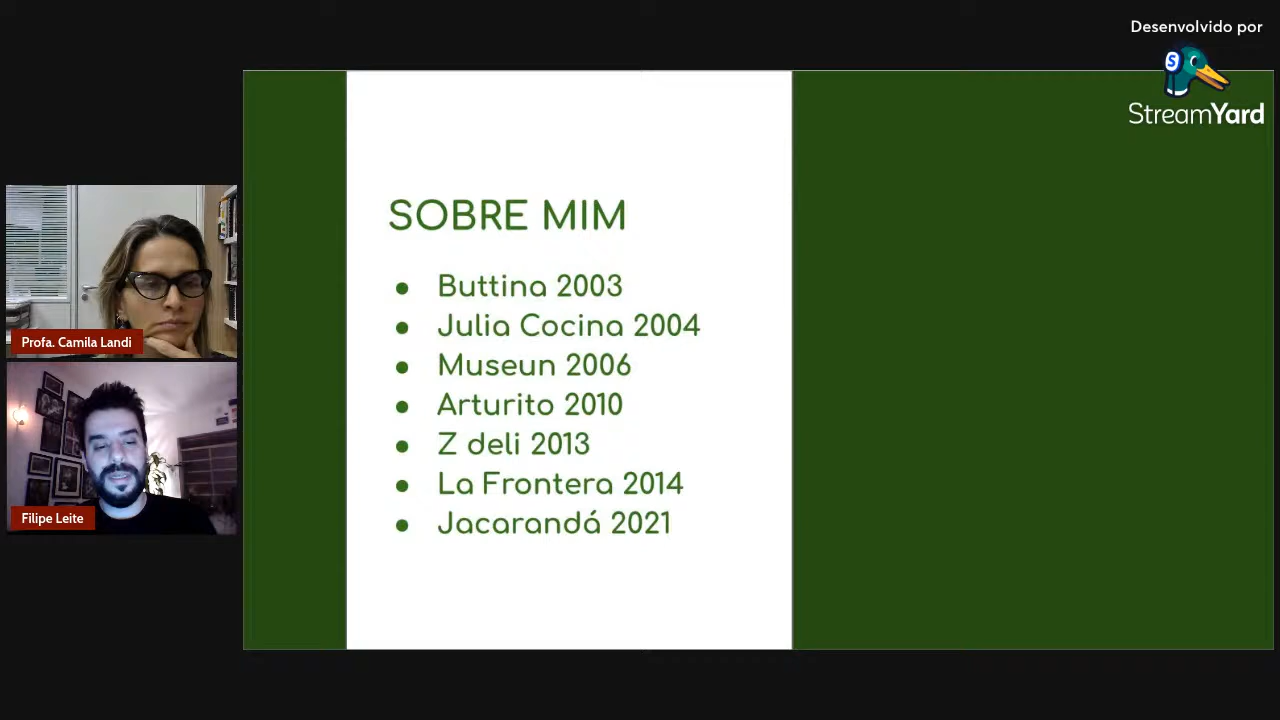 Desenvolvido por
S
StreamYard
SOBRE MIM
Buttina 2003
Julia Cocina 2004
Museun 2006
Arturito 2010
Z deli 2013
La Frontera 2014
Jacarandá 2021
Profa. Camila Landi
Filipe Leite